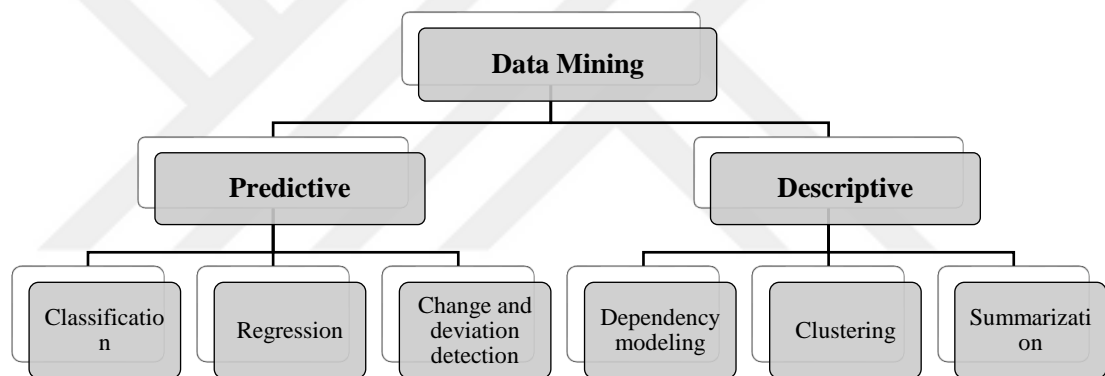 Data Mining
Predictive
Descriptive
Classificatio
n
Regression
Change and
deviation
detection
Dependency
modeling
Clustering
Summarizati
on